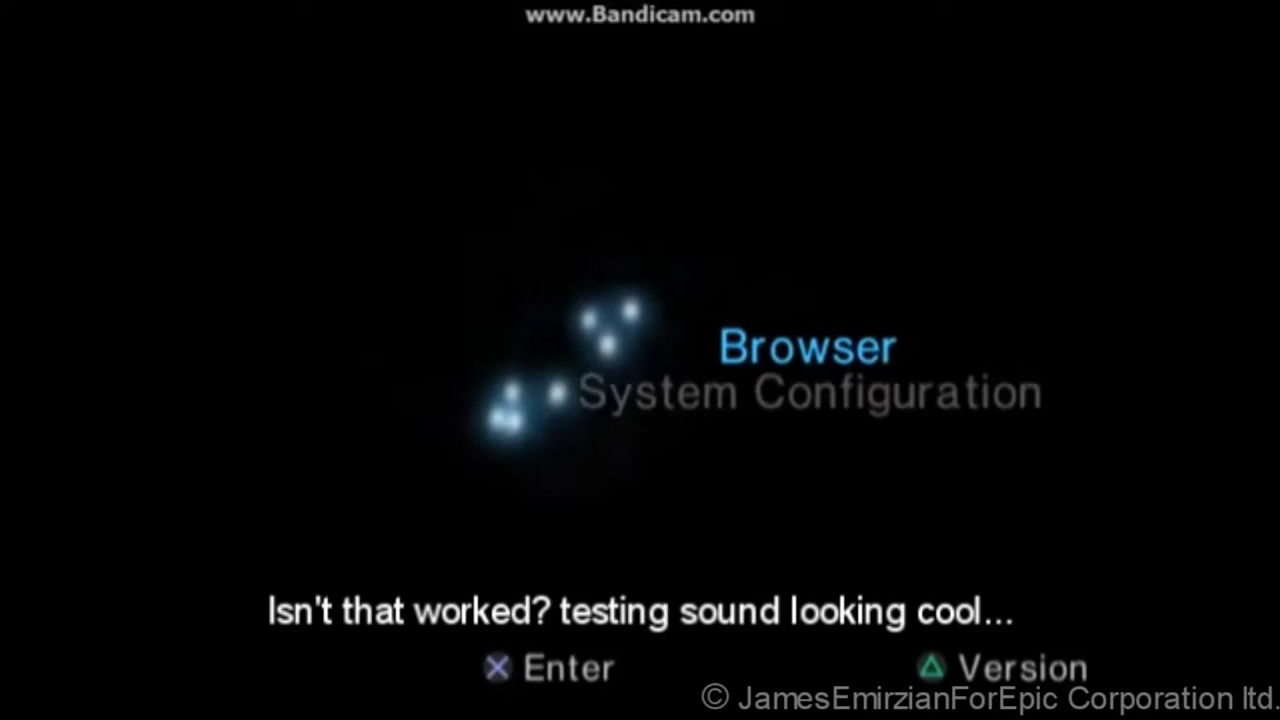 www.Bandicam.com
Browser
System Configuration
Isn't that worked? testing sound looking cool...
Enter
Version
© JamesEmirzianForEpic Corporation ltd.